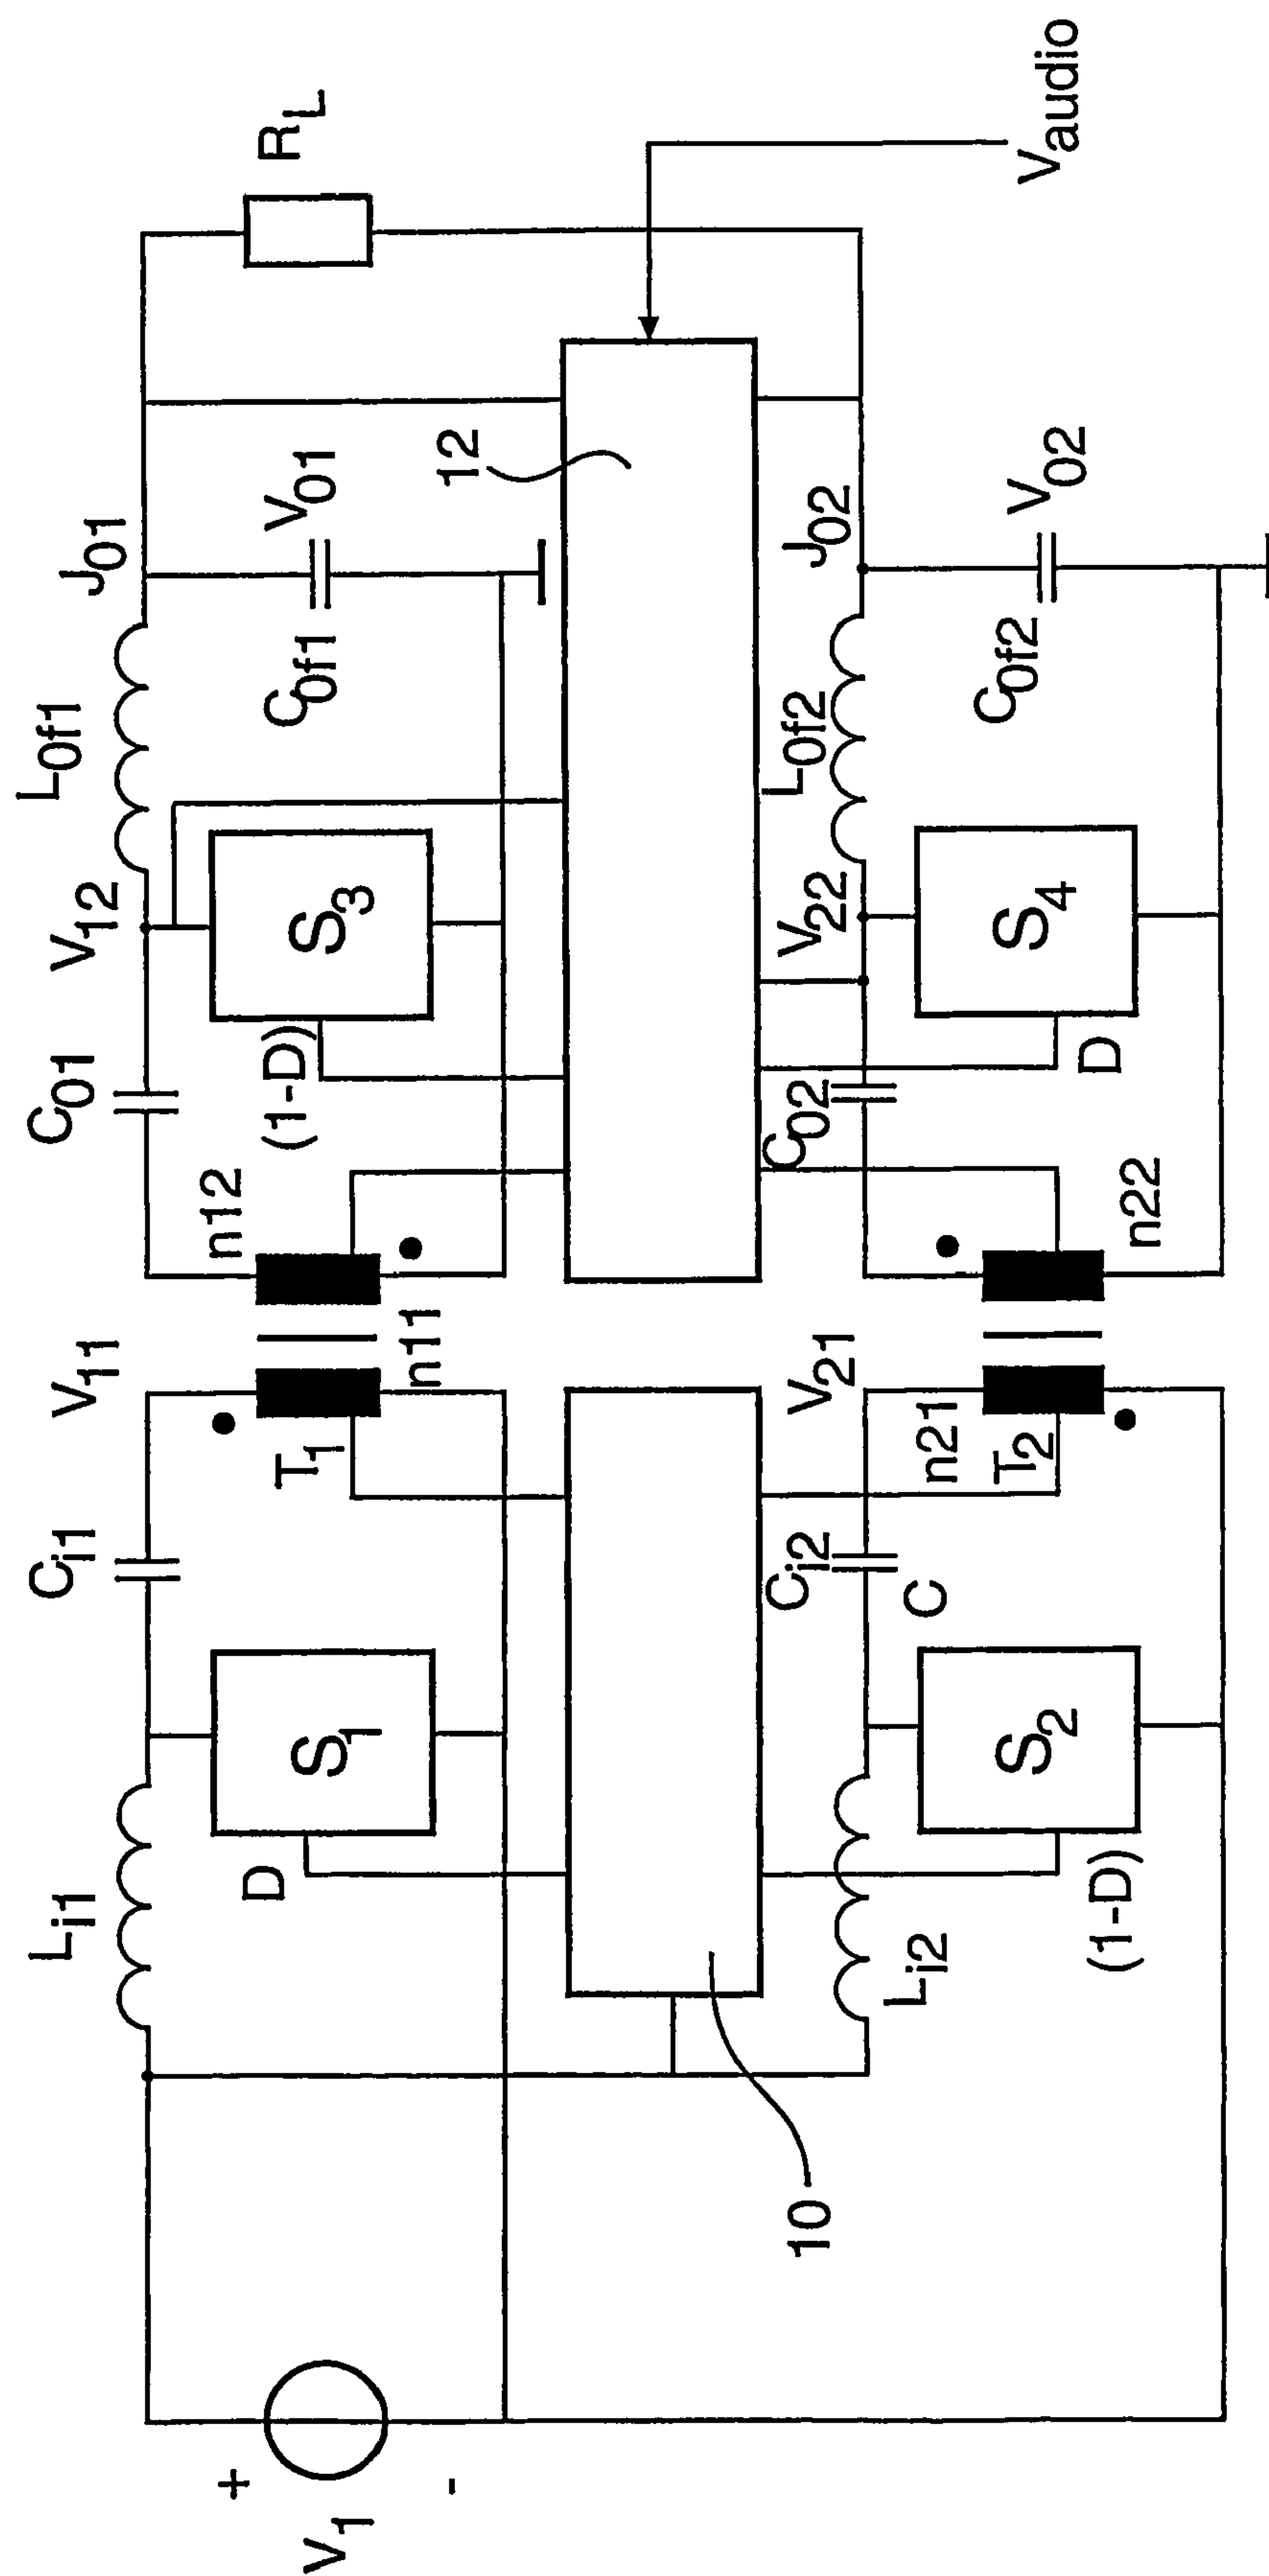 V1
+
-
Li1
D
S1
Ci1
V11
T1
n11
n12
C01
(1-D)
S3
V12
L0f1
J01
C0f1
V01
RL
10
12
Vaudio
Li2
(1-D)
S2
Ci2
C
V21
n21
T2
n22
C02
D
S4
V22
L0f2
J02
C0f2
V02